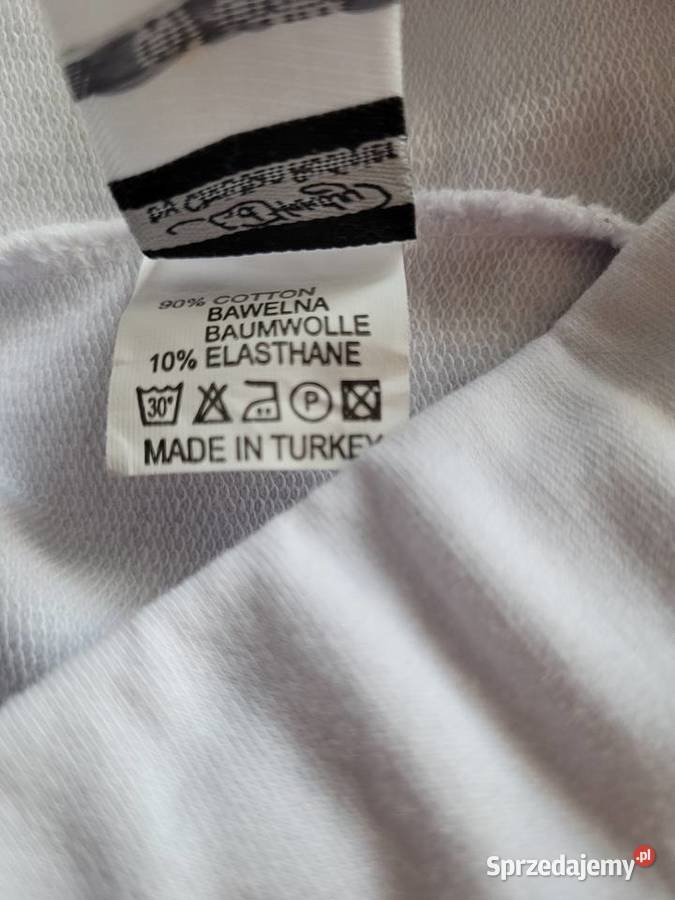 90% COTTON
BAWELNA
BAUMWOLLE
10% ELASTHANE
30°
P
MADE IN TURKEY
Sprzedajemy.pl